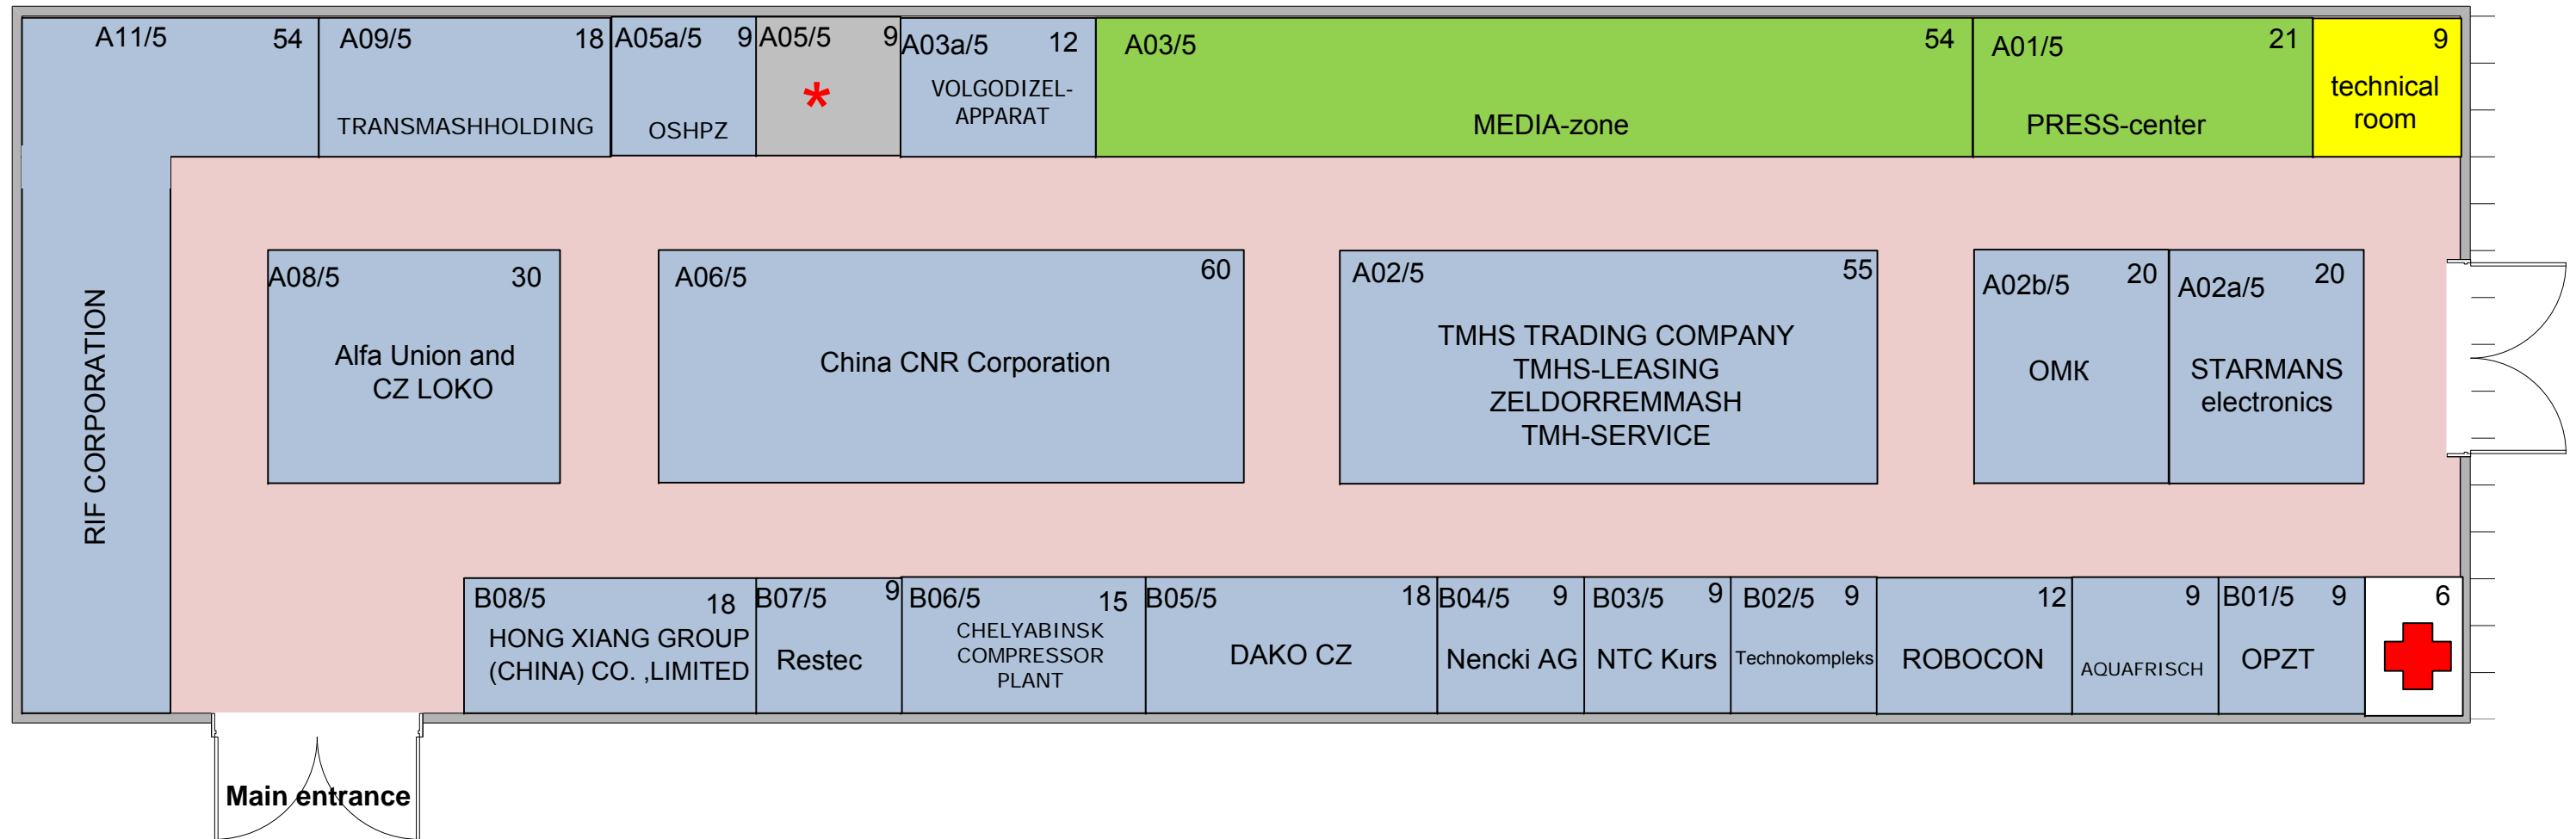 A11/5 54
RIF CORPORATION
A09/5 18
TRANSMASHHOLDING
A05a/5 9
OSHPZ
A05/5 9
*
A03a/5 12
VOLGODIZEL-
APPARAT
A03/5 54
MEDIA-zone
A01/5 21
PRESS-center
9
technical
room
A08/5 30
Alfa Union and
CZ LOKO
A06/5 60
China CNR Corporation
A02/5 55
TMHS TRADING COMPANY
TMHS-LEASING
ZELDORREMMASH
TMH-SERVICE
A02b/5 20
OMK
A02a/5 20
STARMANS
electronics
B08/5 18
HONG XIANG GROUP
(CHINA) CO. ,LIMITED
B07/5 9
Restec
B06/5 15
CHELYABINSK
COMPRESSOR
PLANT
B05/5 18
DAKO CZ
B04/5 9
Nencki AG
B03/5 9
NTC Kurs
B02/5 9
Technokompleks
12
ROBOCON
9
AQUAFRISCH
B01/5 9
OPZT
6
Main entrance